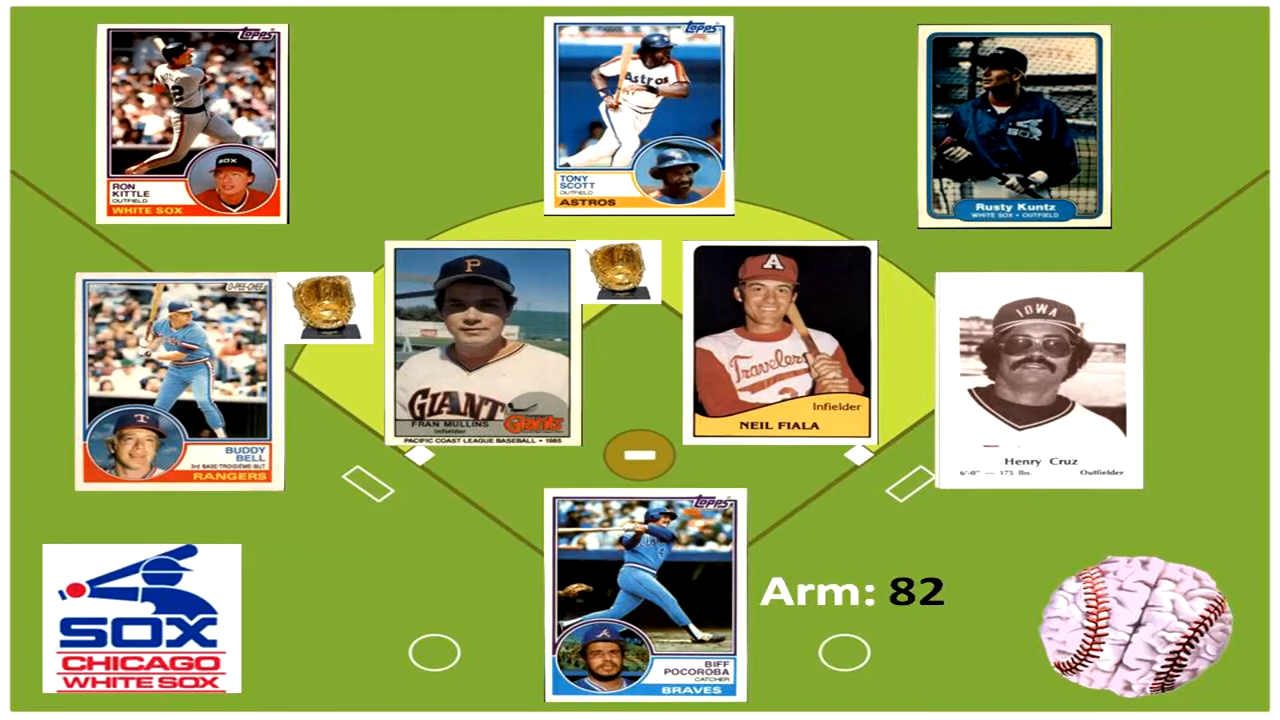 Topps
RON
KITTLE
OUTFIELD
WHITE SOX
SOX
Topps
Astros
TONY
SCOTT
OUTFIELD
ASTROS
SOX
Rusty Kuntz
WHITE SOX • OUTFIELD
O-PEE-CHEE
T
BUDDY
BELL
3rd BASE-TROISIÈME-BUT
RANGERS
P
GIANT
FRAN MULLINS
Infielder
Giants
PACIFIC COAST LEAGUE BASEBALL • 1985
A
Travelers
Infielder
NEIL FIALA
IOWA
Henry Cruz
6'-0" — 175 lbs. Outfielder
Topps
BIFF
POCOROBA
CATCHER
BRAVES
Arm: 82
SOX
CHICAGO
WHITE SOX